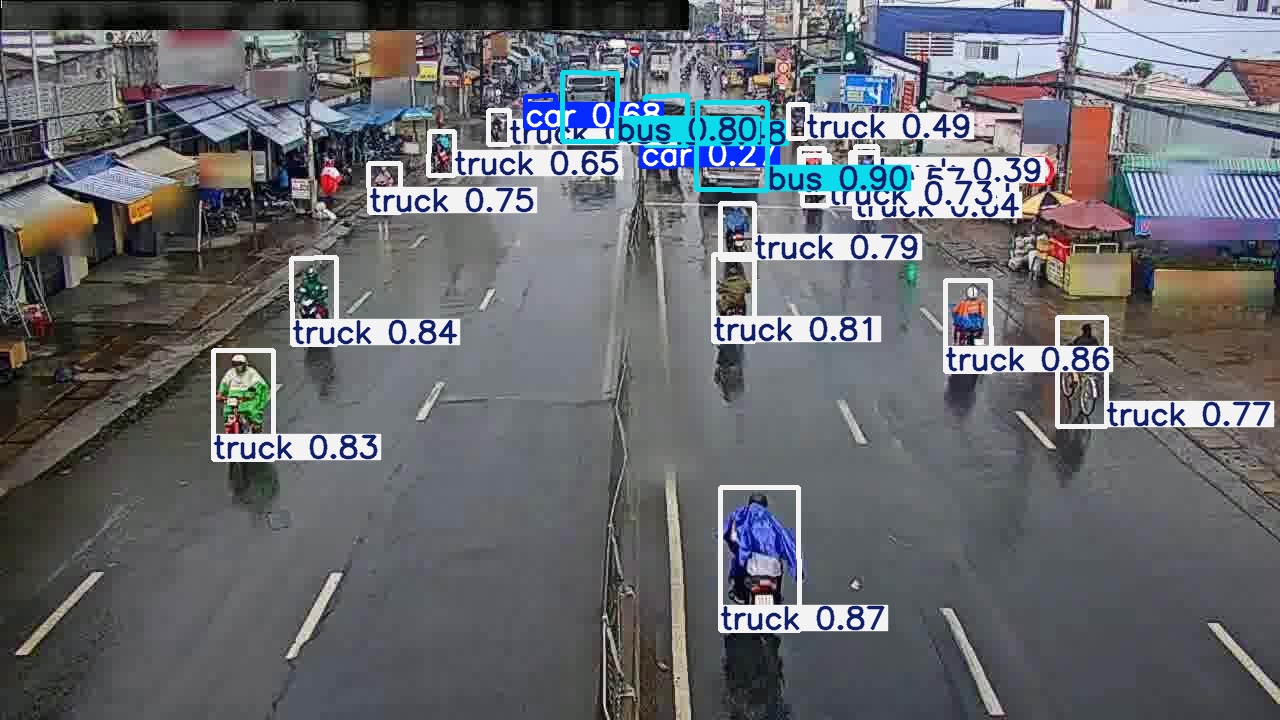 car 0.68
bus 0.80
truck 0.49
truck 0.65
car 0.27
truck 0.75
bus 0.90
0.39
0.73
truck 0.79
truck 0.84
truck 0.81
truck 0.86
truck 0.77
truck 0.83
truck 0.87